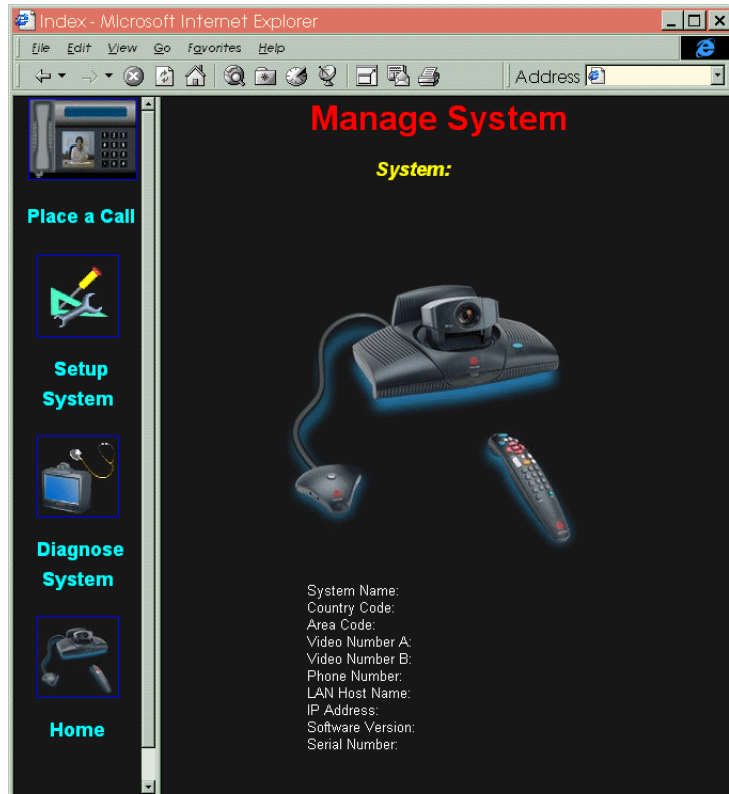 Index - Microsoft Internet Explorer
File Edit View Go Favorites Help
Address
Place a Call
Setup
System
Diagnose
System
Home
Manage System
System:
System Name:
Country Code:
Area Code:
Video Number A:
Video Number B:
Phone Number:
LAN Host Name:
IP Address:
Software Version:
Serial Number: